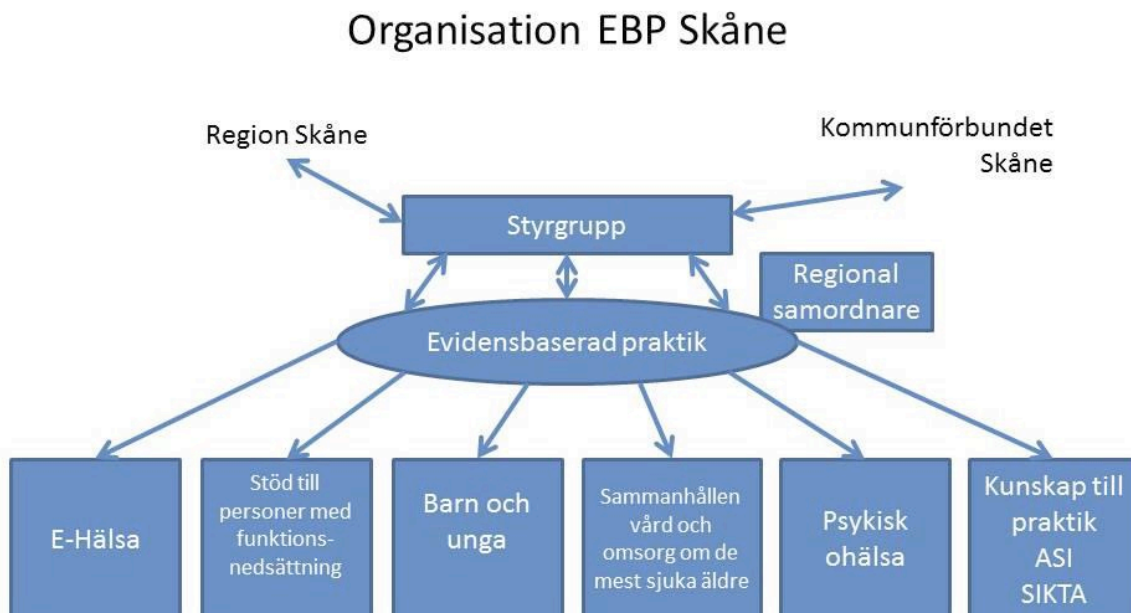 Organisation EBP Skåne
Region Skåne
Kommunförbundet
Skåne
Styrgrupp
Regional
samordnare
Evidensbaserad praktik
E-Hälsa
Stöd till
personer med
funktions-
nedsättning
Barn och
unga
Sammanhållen
vård och
omsorg om de
mest sjuka äldre
Psykisk
ohälsa
Kunskap till
praktik
ASI
SIKTA